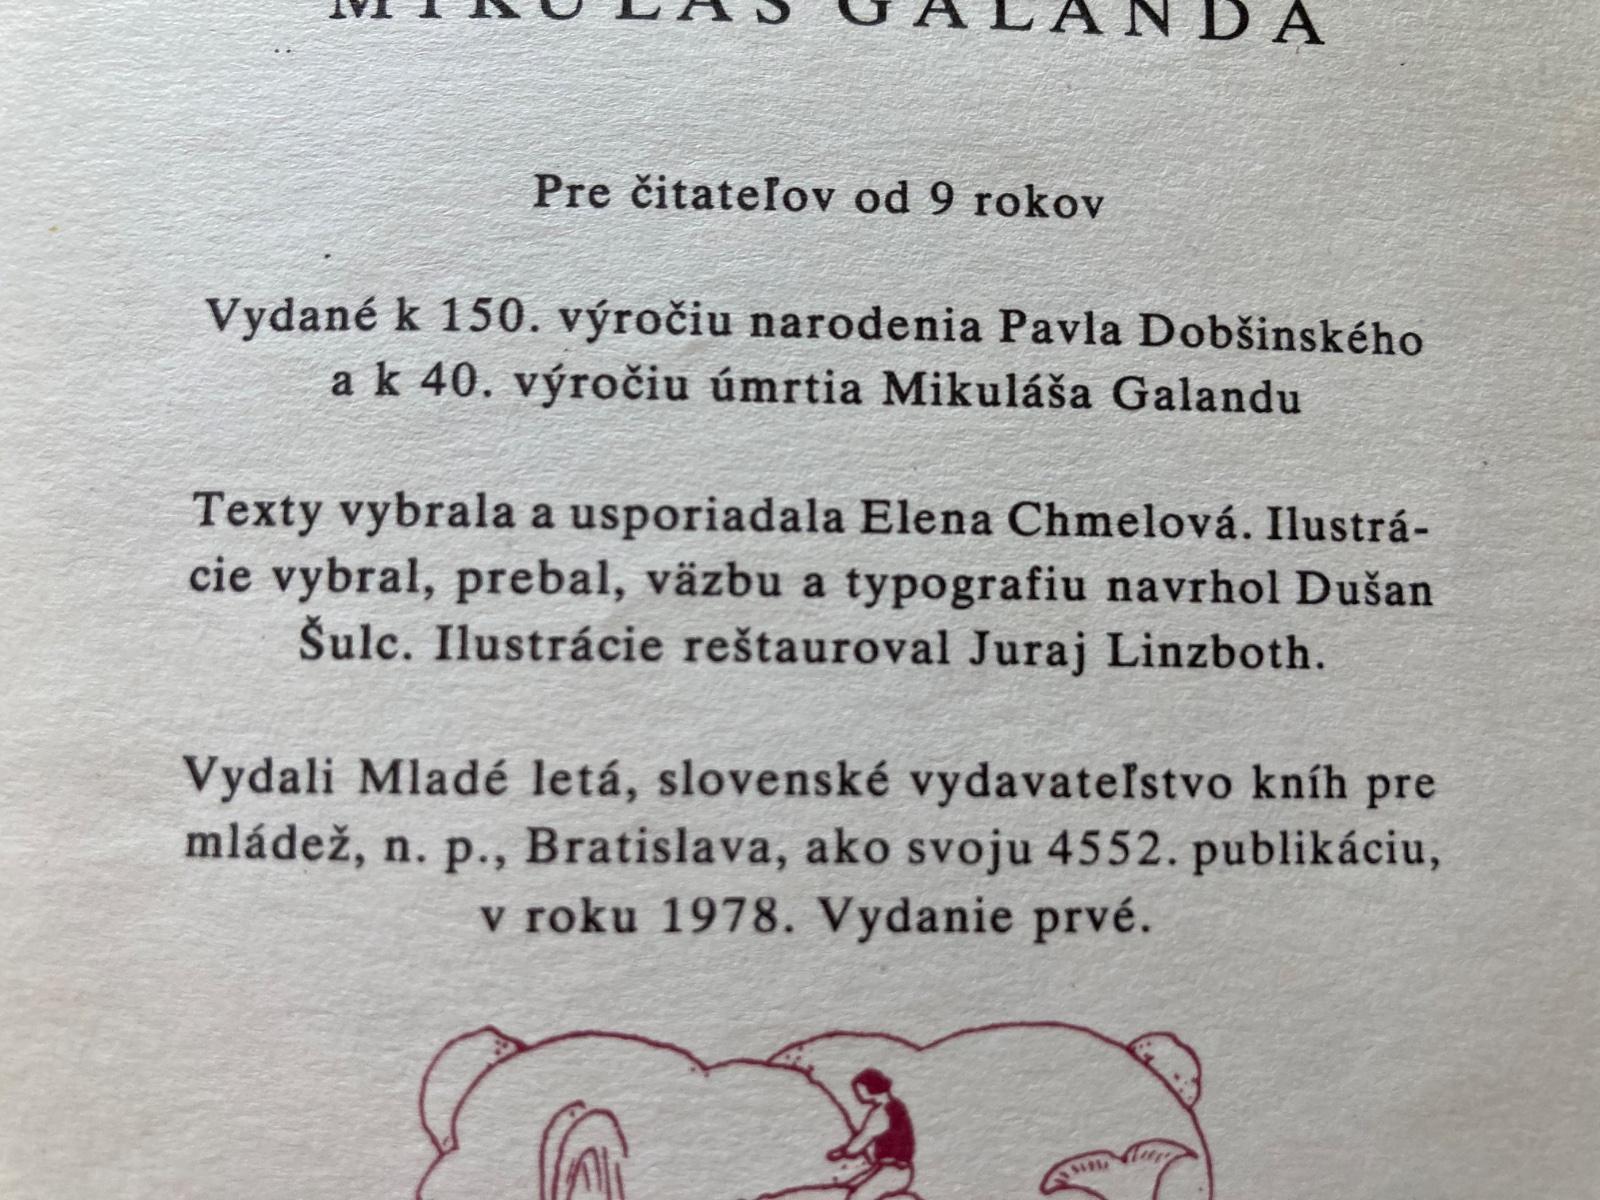 MIKULÁŠ GALANDA
Pre čitateľov od 9 rokov
Vydané k 150. výročiu narodenia Pavla Dobšinského
a k 40. výročiu úmrtia Mikuláša Galandu
Texty vybrala a usporiadala Elena Chmelová. Ilustrá-
cie vybral, prebal, väzbu a typografiu navrhol Dušan
Šulc. Ilustrácie reštauroval Juraj Linzboth.
Vydali Mladé letá, slovenské vydavateľstvo kníh pre
mládež, n. p., Bratislava, ako svoju 4552. publikáciu,
v roku 1978. Vydanie prvé.